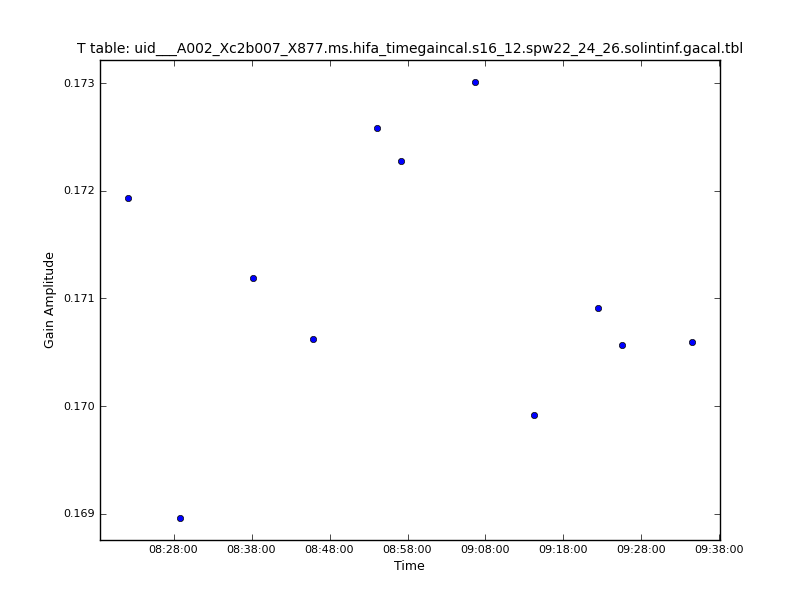 T table: uid___A002_Xc2b007_X877.ms.hifa_timegaincal.s16_12.spw22_24_26.solintinf.gacal.tbl
0.173
0.172
0.171
0.170
0.169
Gain Amplitude
08:28:00 08:38:00 08:48:00 08:58:00 09:08:00 09:18:00 09:28:00 09:38:00
Time